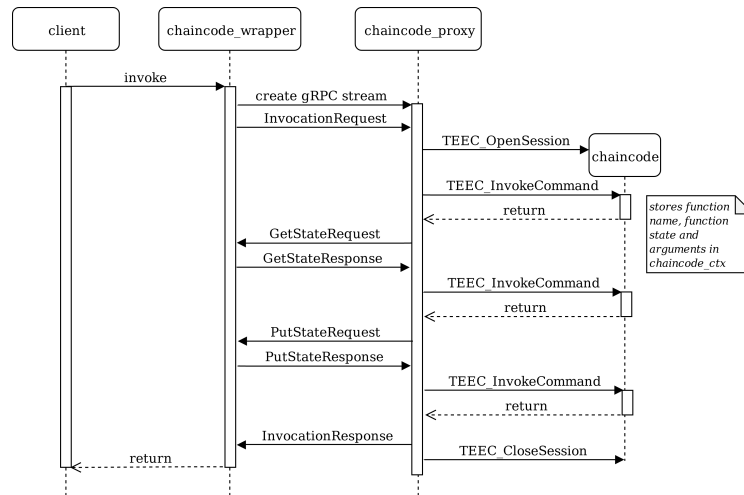 client
chaincode_wrapper
chaincode_proxy
invoke
create gRPC stream
InvocationRequest
TEEC_OpenSession
chaincode
TEEC_InvokeCommand
return
stores function
name, function
state and
arguments in
chaincode_ctx
GetStateRequest
GetStateResponse
TEEC_InvokeCommand
return
PutStateRequest
PutStateResponse
TEEC_InvokeCommand
return
InvocationResponse
TEEC_CloseSession
return